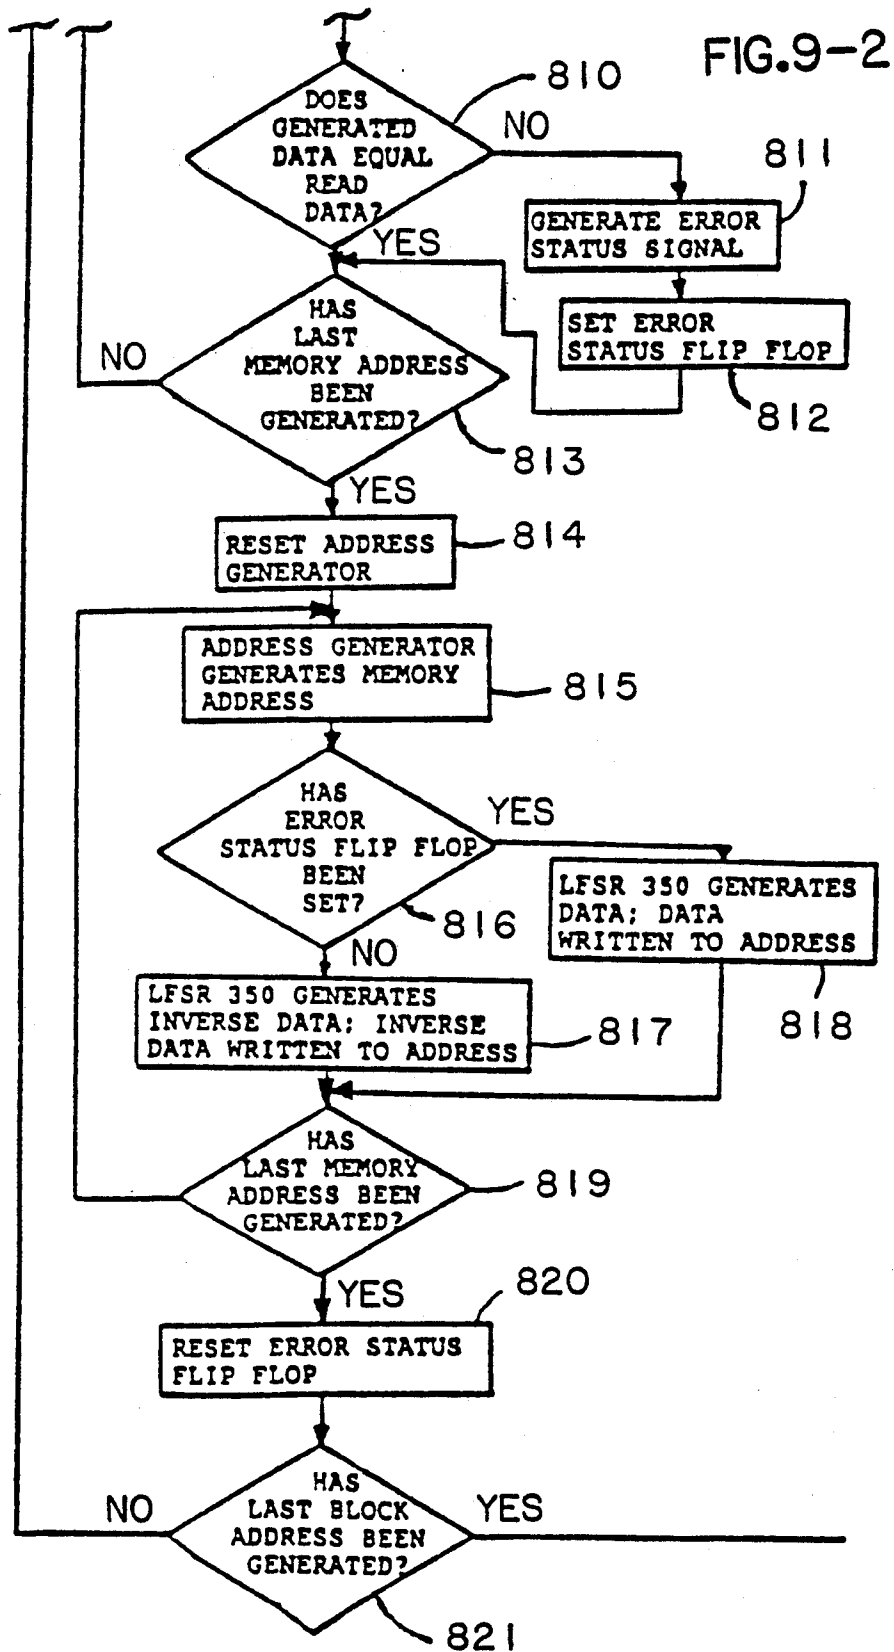 FIG.9-2
810
DOES
GENERATED
DATA EQUAL
READ
DATA?
NO
YES
811
GENERATE ERROR
STATUS SIGNAL
SET ERROR
STATUS FLIP FLOP
812
HAS
LAST
MEMORY ADDRESS
BEEN
GENERATED?
NO
813
YES
RESET ADDRESS
GENERATOR
814
ADDRESS GENERATOR
GENERATES MEMORY
ADDRESS
815
HAS
ERROR
STATUS FLIP FLOP
BEEN
SET?
YES
816
NO
LFSR 350 GENERATES
DATA; DATA
WRITTEN TO ADDRESS
818
LFSR 350 GENERATES
INVERSE DATA; INVERSE
DATA WRITTEN TO ADDRESS
817
HAS
LAST MEMORY
ADDRESS BEEN
GENERATED?
819
YES
820
RESET ERROR STATUS
FLIP FLOP
HAS
LAST BLOCK
ADDRESS BEEN
GENERATED?
NO
YES
821